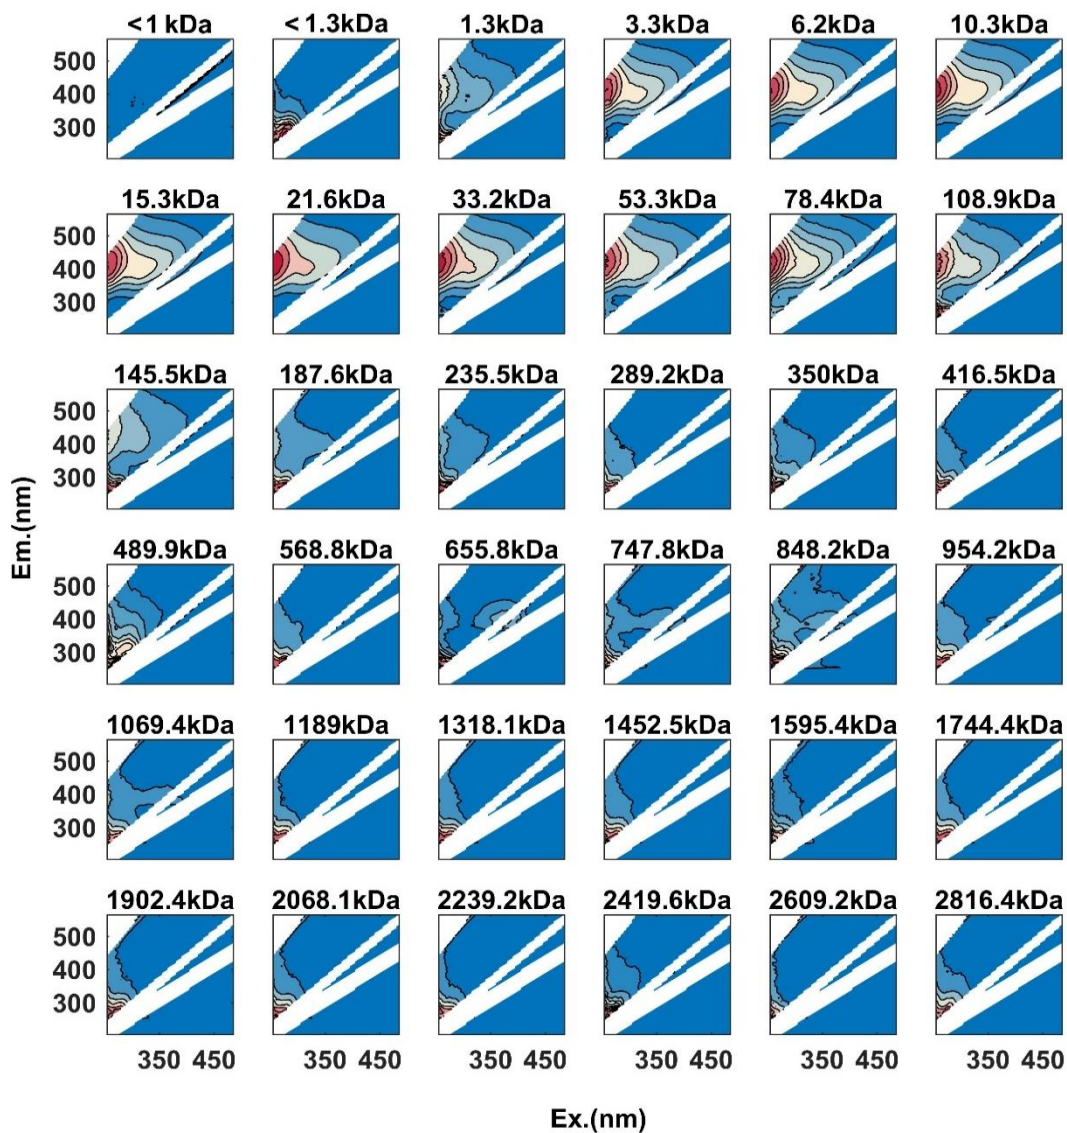 <1 kDa <1.3kDa 1.3kDa 3.3kDa 6.2kDa 10.3kDa
500
400
300
15.3kDa 21.6kDa 33.2kDa 53.3kDa 78.4kDa 108.9kDa
500
400
300
145.5kDa 187.6kDa 235.5kDa 289.2kDa 350kDa 416.5kDa
500
400
300
Em.(nm)
489.9kDa 568.8kDa 655.8kDa 747.8kDa 848.2kDa 954.2kDa
500
400
300
1069.4kDa 1189kDa 1318.1kDa 1452.5kDa 1595.4kDa 1744.4kDa
500
400
300
1902.4kDa 2068.1kDa 2239.2kDa 2419.6kDa 2609.2kDa 2816.4kDa
500
400
300
350 450 350 450 350 450 350 450 350 450 350 450
Ex.(nm)